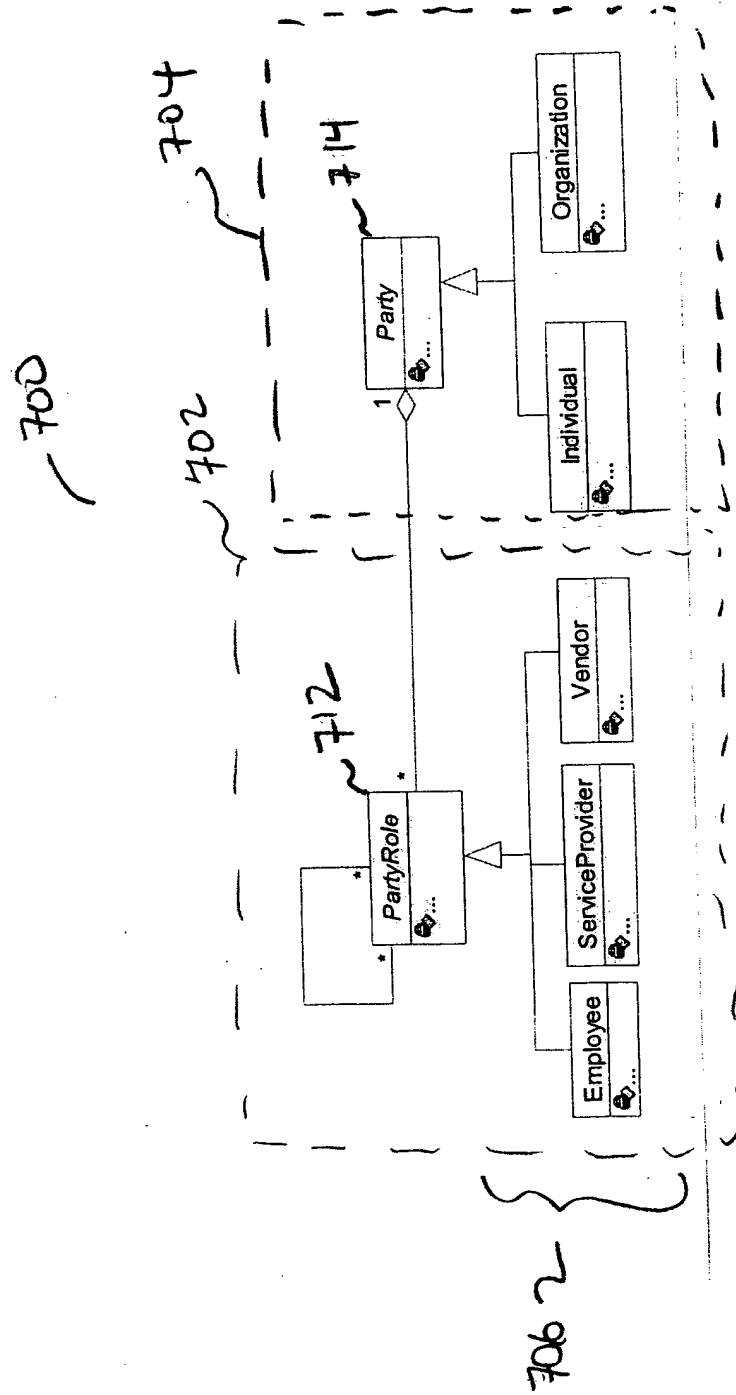 700
702
704
712
714
PartyRole
...
*
*
*
1
Party
...
Employee
...
ServiceProvider
...
Vendor
...
Individual
...
Organization
...
706